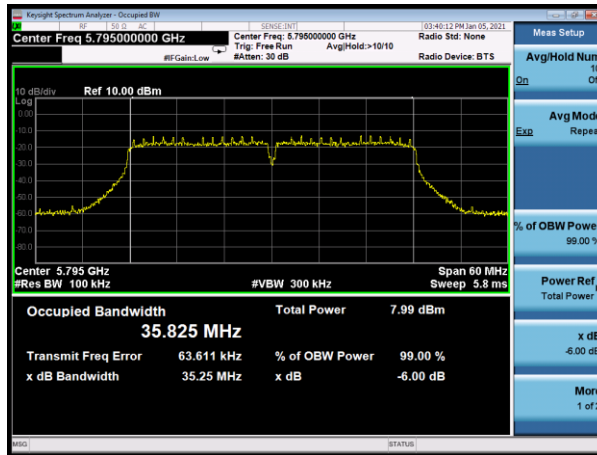 Keysight Spectrum Analyzer - Occupied BW
RF 50 Ω AC SENSE:INT 03:40:12 PM Jan 05, 2021
Center Freq 5.795000000 GHz Center Freq: 5.795000000 GHz Radio Std: None
Trig: Free Run Avg|Hold:>10/10
#IFGain:Low #Atten: 30 dB Radio Device: BTS
10 dB/div Ref 10.00 dBm
Log
0.00
-10.0
-20.0
-30.0
-40.0
-50.0
-60.0
-70.0
-80.0
Center 5.795 GHz Span 60 MHz
#Res BW 100 kHz #VBW 300 kHz Sweep 5.8 ms
Occupied Bandwidth Total Power 7.99 dBm
35.825 MHz
Transmit Freq Error 63.611 kHz % of OBW Power 99.00 %
x dB Bandwidth 35.25 MHz x dB -6.00 dB
MSG STATUS
Meas Setup
Avg/Hold Num
10
On Of
Avg Mode
Exp Repea
% of OBW Powe
99.00 %
Power Ref
Total Power
x dB
-6.00 dB
More
1 of 2